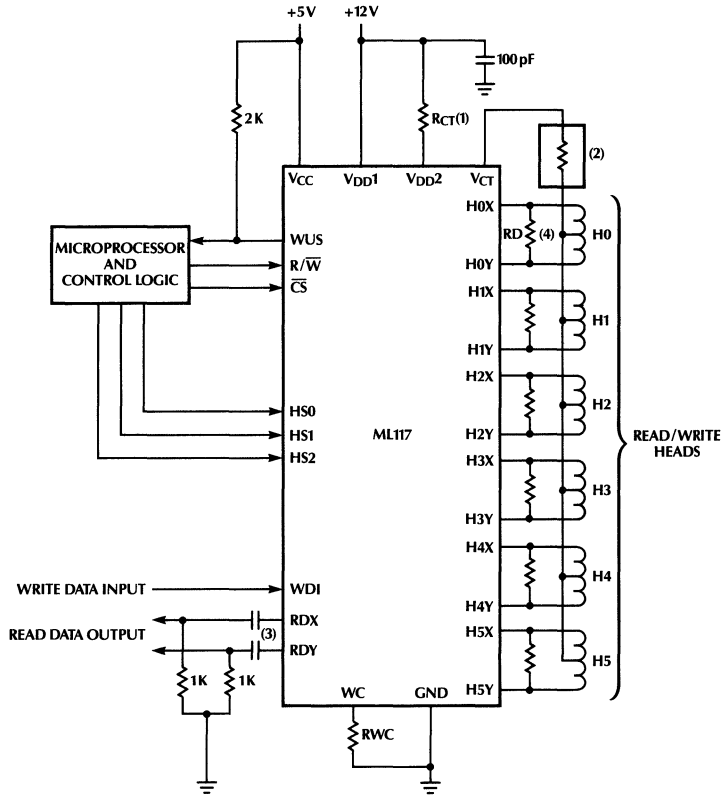 +5V
+12V
100 pF
2K
RCT(1)
(2)
VCC
VDD1
VDD2
VCT
H0X
RD
(4)
H0
H0Y
MICROPROCESSOR
AND
CONTROL LOGIC
WUS
R/W̅
C̅S̅
H1X
H1
H1Y
H2X
H2
H2Y
HS0
HS1
HS2
ML117
READ/WRITE
HEADS
H3X
H3
H3Y
H4X
H4
H4Y
WRITE DATA INPUT
WDI
RDX
READ DATA OUTPUT
(3)
RDY
H5X
H5
H5Y
1K
1K
WC
GND
RWC